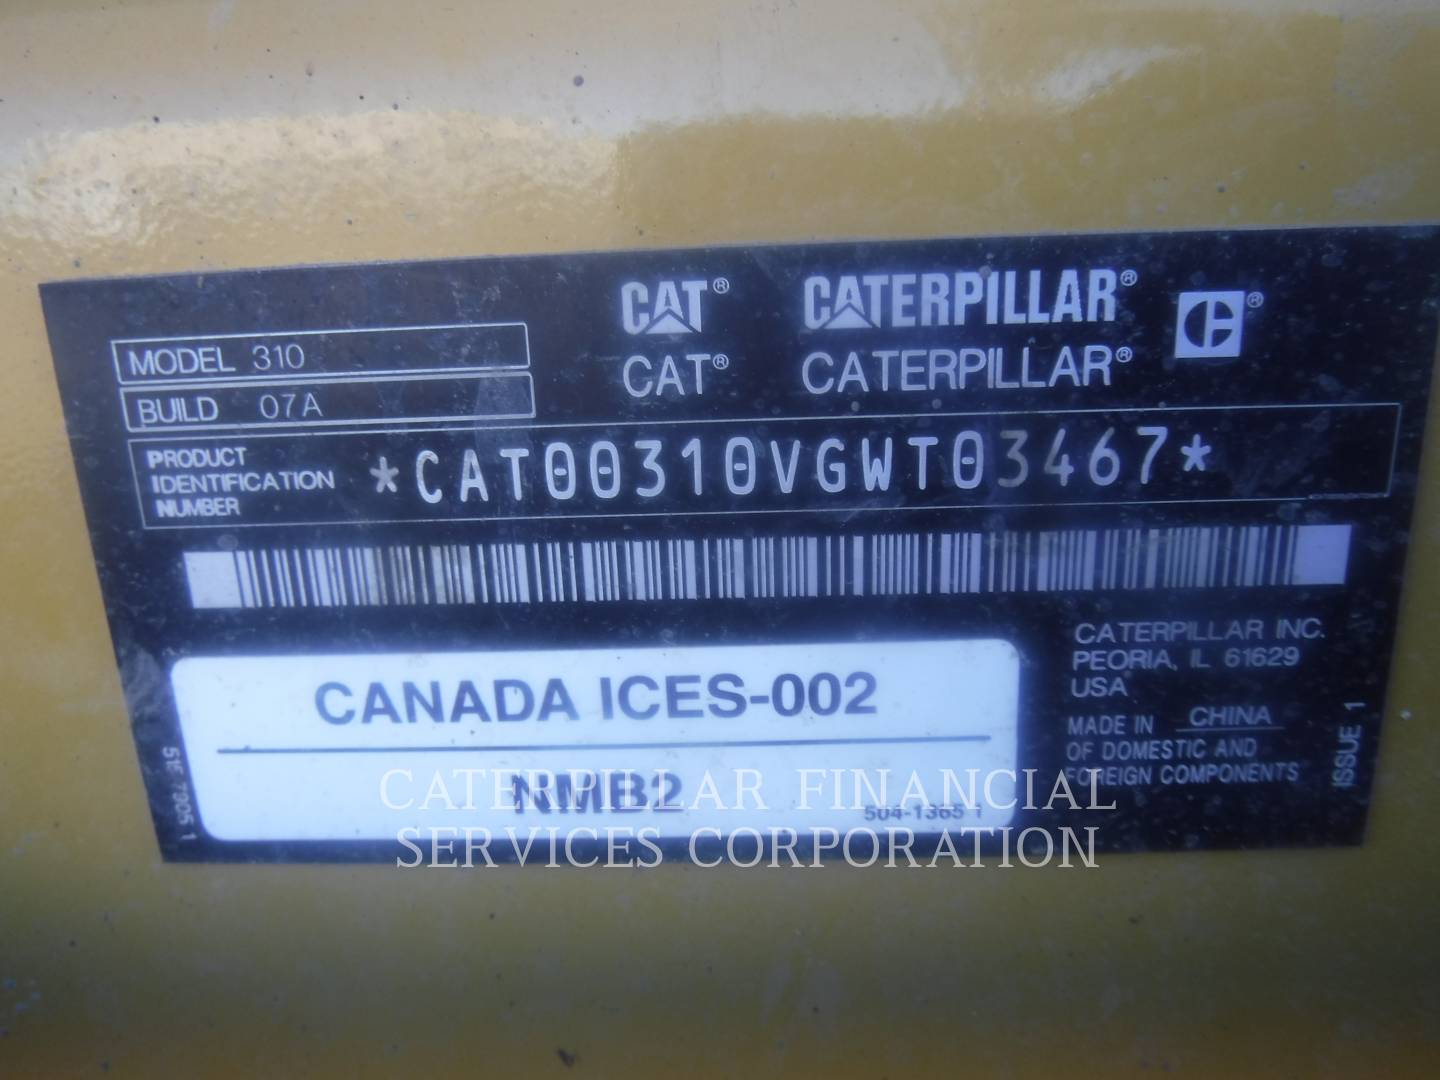 CAT® CATERPILLAR®
CAT® CATERPILLAR®
MODEL 310
BUILD 07A
PRODUCT
IDENTIFICATION
NUMBER
*CAT00310VGWT03467*
CATERPILLAR INC.
PEORIA, IL 61629
USA
MADE IN CHINA
OF DOMESTIC AND
FOREIGN COMPONENTS
ISSUE 1
CANADA ICES-002
NMB2
504-1365 1
CATERPILLAR FINANCIAL
SERVICES CORPORATION